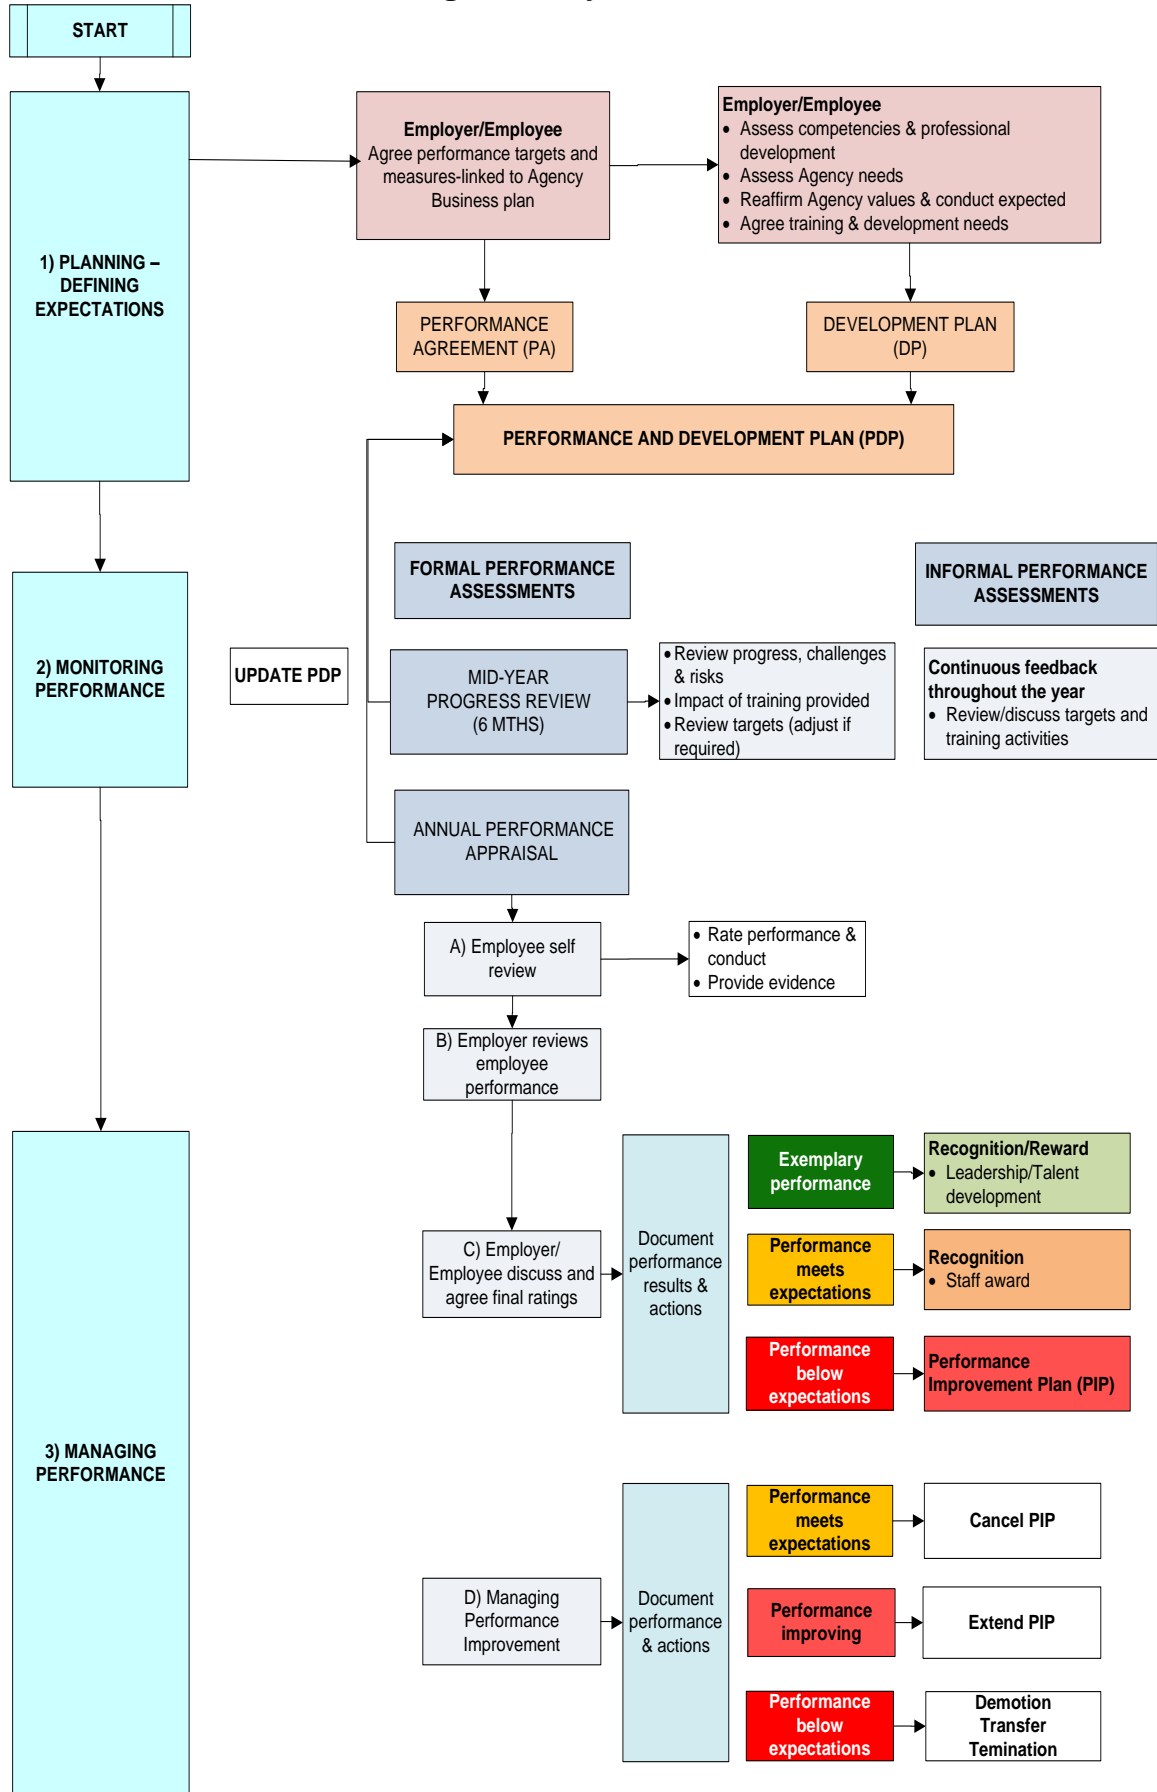 START
1) PLANNING –
DEFINING
EXPECTATIONS
Employer/Employee
Agree performance targets and
measures-linked to Agency
Business plan
Employer/Employee
• Assess competencies & professional
development
• Assess Agency needs
• Reaffirm Agency values & conduct expected
• Agree training & development needs
PERFORMANCE
AGREEMENT (PA)
DEVELOPMENT PLAN
(DP)
PERFORMANCE AND DEVELOPMENT PLAN (PDP)
2) MONITORING
PERFORMANCE
UPDATE PDP
FORMAL PERFORMANCE
ASSESSMENTS
INFORMAL PERFORMANCE
ASSESSMENTS
MID-YEAR
PROGRESS REVIEW
(6 MTHS)
• Review progress, challenges
& risks
• Impact of training provided
• Review targets (adjust if
required)
Continuous feedback
throughout the year
• Review/discuss targets and
training activities
ANNUAL PERFORMANCE
APPRAISAL
A) Employee self
review
• Rate performance &
conduct
• Provide evidence
B) Employer reviews
employee
performance
3) MANAGING
PERFORMANCE
C) Employer/
Employee discuss and
agree final ratings
Document
performance
results &
actions
Exemplary
performance
Recognition/Reward
• Leadership/Talent
development
Performance
meets
expectations
Recognition
• Staff award
Performance
below
expectations
Performance
Improvement Plan (PIP)
D) Managing
Performance
Improvement
Document
performance
& actions
Performance
meets
expectations
Cancel PIP
Performance
improving
Extend PIP
Performance
below
expectations
Demotion
Transfer
Temination